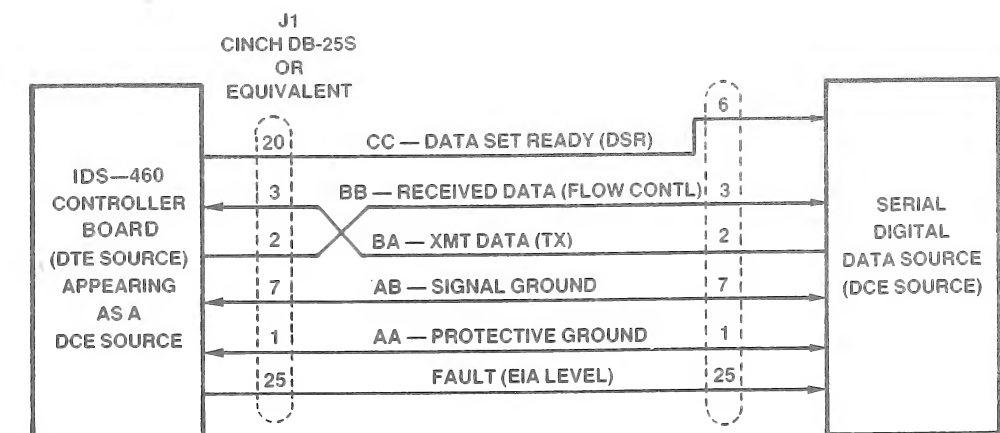 J1
CINCH DB-25S
OR
EQUIVALENT
IDS—460
CONTROLLER
BOARD
(DTE SOURCE)
APPEARING
AS A
DCE SOURCE
20 CC — DATA SET READY (DSR) 6
3 BB — RECEIVED DATA (FLOW CONTL) 3
2 BA — XMT DATA (TX) 2
7 AB — SIGNAL GROUND 7
1 AA — PROTECTIVE GROUND 1
25 FAULT (EIA LEVEL) 25
SERIAL
DIGITAL
DATA SOURCE
(DCE SOURCE)